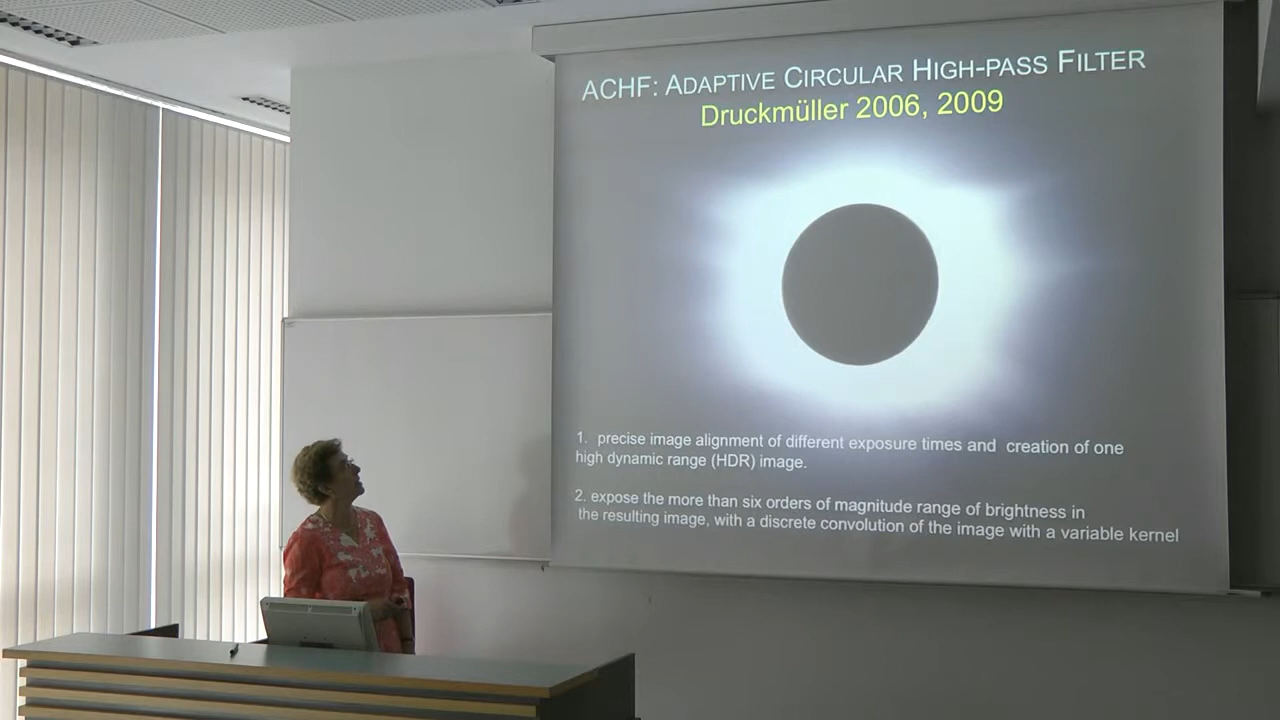 ACHF: ADAPTIVE CIRCULAR HIGH-PASS FILTER
Druckmüller 2006, 2009
1. precise image alignment of different exposure times and creation of one
high dynamic range (HDR) image.
2. expose the more than six orders of magnitude range of brightness in
the resulting image, with a discrete convolution of the image with a variable kernel